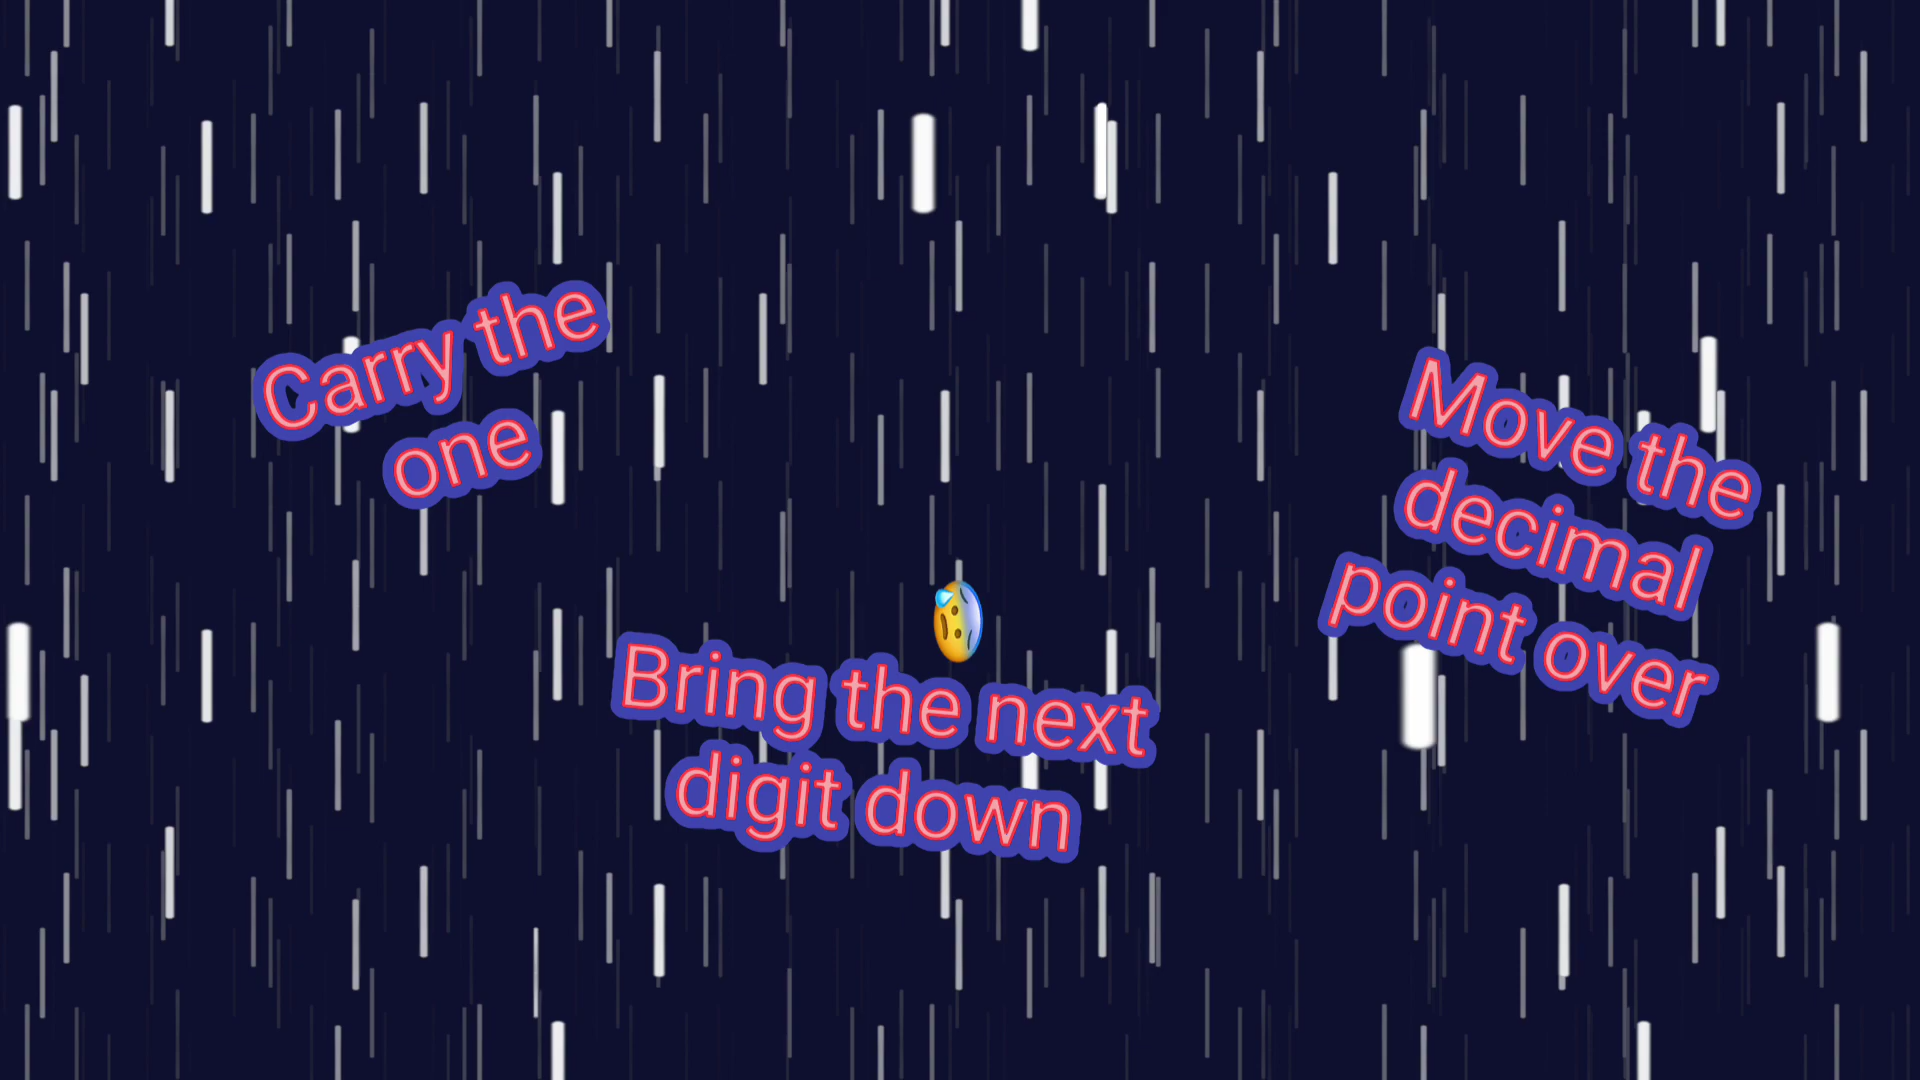 Carry the
one
Bring the next
digit down
Move the
decimal
point over